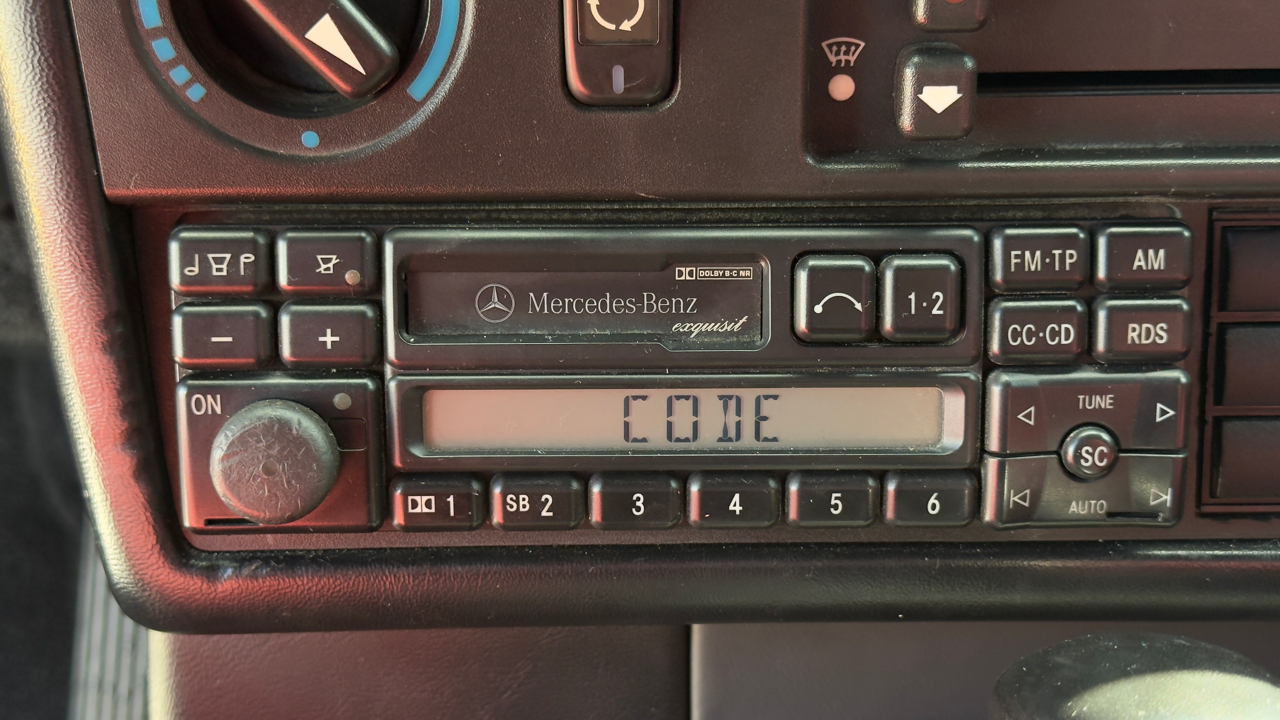 DOLBY B·C NR
Mercedes-Benz
exquisit
1·2
FM·TP
AM
− +
CC·CD
RDS
ON
CODE
TUNE
SC
AUTO
1
SB 2
3
4
5
6